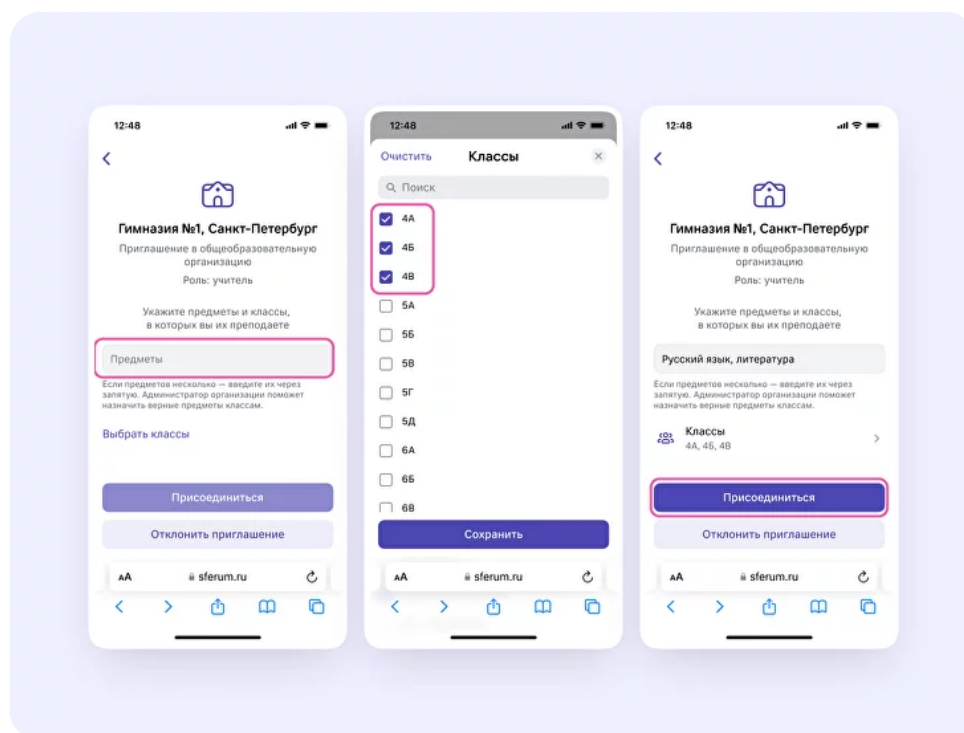 12:48
Гимназия №1, Санкт-Петербург
Приглашение в общеобразовательную
организацию
Роль: учитель
Укажите предметы и классы,
в которых вы их преподаете
Предметы
Если предметов несколько — введите их через
запятую. Администратор организации поможет
назначить верные предметы классам.
Выбрать классы
Присоединиться
Отклонить приглашение
AA sferum.ru
12:48
Очистить Классы
Поиск
4А
4Б
4В
5А
5Б
5В
5Г
5Д
6А
6Б
6В
Сохранить
AA sferum.ru
12:48
Гимназия №1, Санкт-Петербург
Приглашение в общеобразовательную
организацию
Роль: учитель
Укажите предметы и классы,
в которых вы их преподаете
Русский язык, литература
Если предметов несколько — введите их через
запятую. Администратор организации поможет
назначить верные предметы классам.
Классы
4А, 4Б, 4В
Присоединиться
Отклонить приглашение
AA sferum.ru